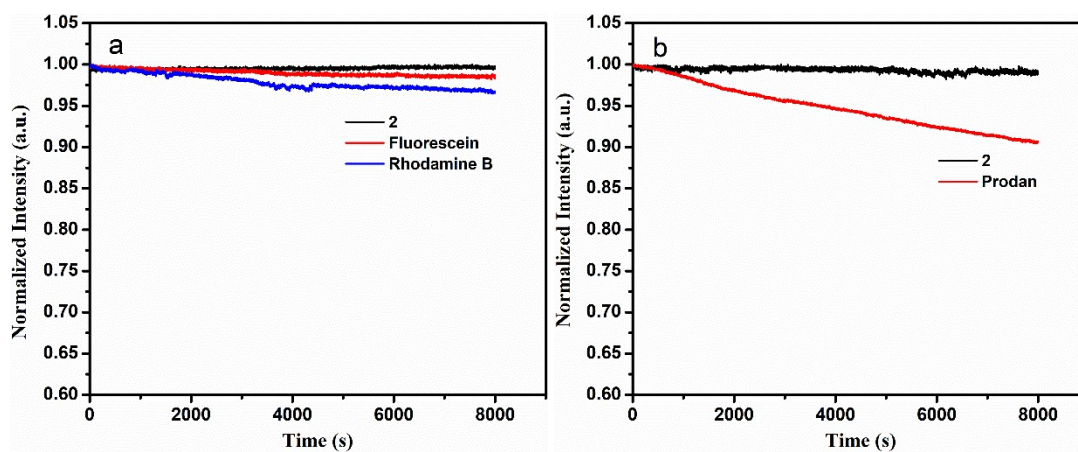 a
Normalized Intensity (a.u.)
1.05
1.00
0.95
0.90
0.85
0.80
0.75
0.70
0.65
0.60
2
Fluorescein
Rhodamine B
0 2000 4000 6000 8000
Time (s)
b
Normalized Intensity (a.u.)
1.05
1.00
0.95
0.90
0.85
0.80
0.75
0.70
0.65
0.60
2
Prodan
0 2000 4000 6000 8000
Time (s)